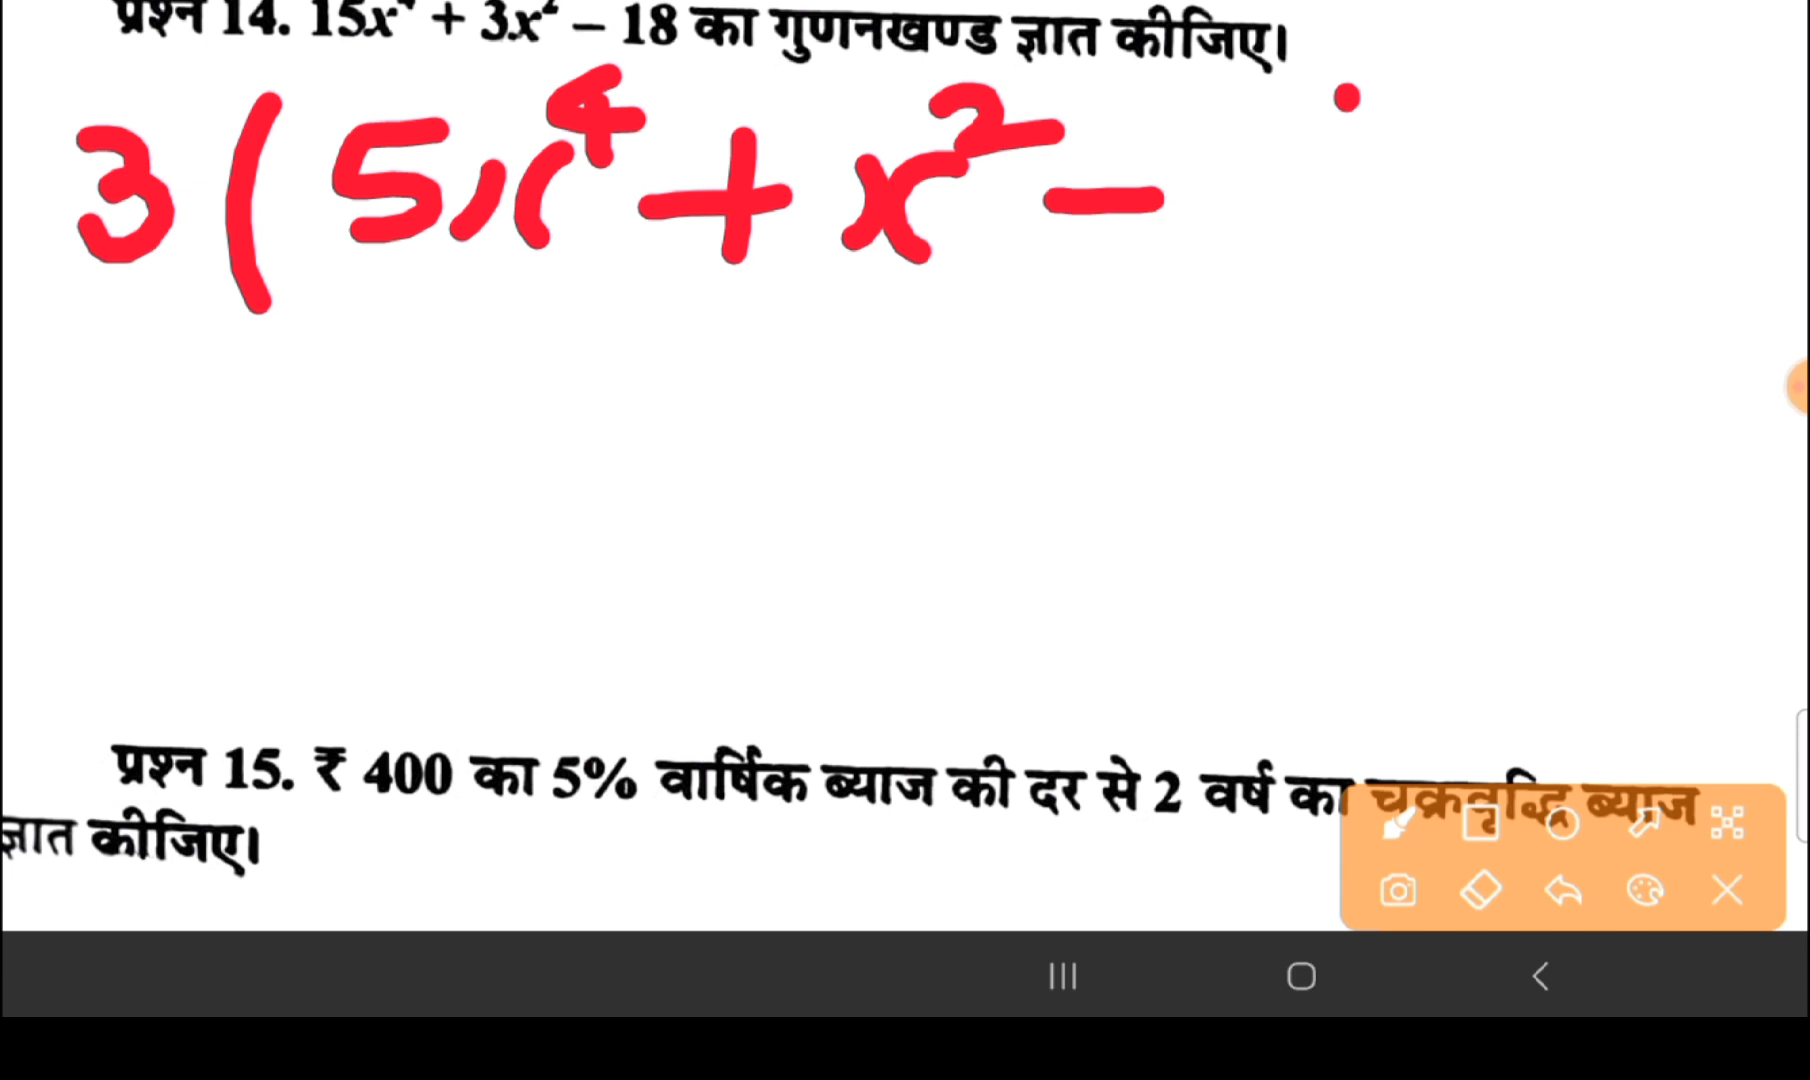 प्रश्न 14. 15x⁴ + 3x² – 18 का गुणनखण्ड ज्ञात कीजिए।
3 ( 5x⁴ + x² –
प्रश्न 15. ₹ 400 का 5% वार्षिक ब्याज की दर से 2 वर्ष का चक्रवृद्धि ब्याज
ज्ञात कीजिए।